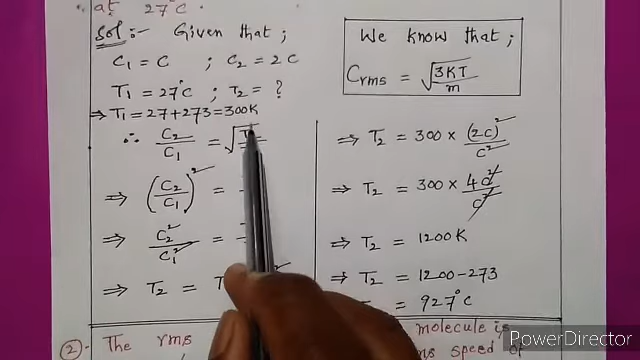 at 27°C
Sol:- Given that;
C₁ = C ; C₂ = 2C
T₁ = 27°C ; T₂ = ?
⇒ T₁ = 27+273 = 300K
∴ C₂/C₁ = √T
⇒ (C₂/C₁)² =
⇒ C₂²/C₁² =
⇒ T₂ = T
We know that;
Crms = √3KT/m
⇒ T₂ = 300 × (2C)²/C²
⇒ T₂ = 300 × 4C²/C²
⇒ T₂ = 1200K
⇒ T₂ = 1200-273
= 927°C
② The rms molecule is
speed of
PowerDirector